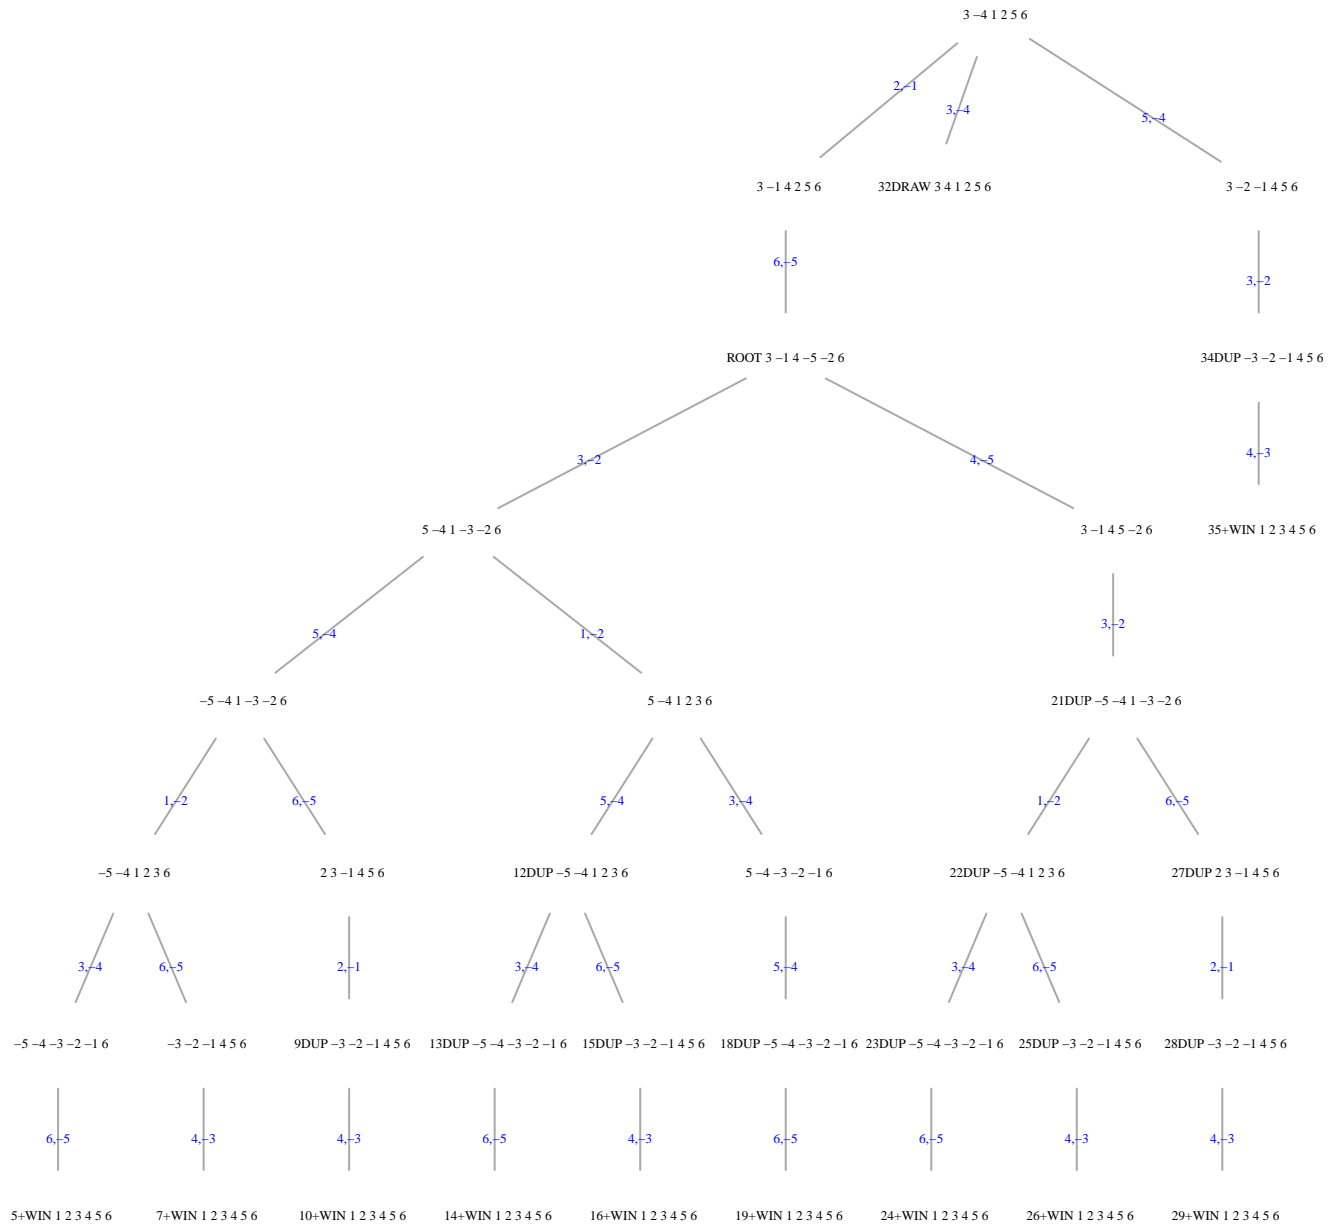 3 −4 1 2 5 6
2,−1
3,−4
5,−4
3 −1 4 2 5 6
32DRAW 3 4 1 2 5 6
3 −2 −1 4 5 6
6,−5
3,−2
ROOT 3 −1 4 −5 −2 6
34DUP −3 −2 −1 4 5 6
3,−2
4,−5
4,−3
5 −4 1 −3 −2 6
3 −1 4 5 −2 6
35+WIN 1 2 3 4 5 6
5,−4
1,−2
3,−2
−5 −4 1 −3 −2 6
5 −4 1 2 3 6
21DUP −5 −4 1 −3 −2 6
1,−2
6,−5
5,−4
3,−4
1,−2
6,−5
−5 −4 1 2 3 6
2 3 −1 4 5 6
12DUP −5 −4 1 2 3 6
5 −4 −3 −2 −1 6
22DUP −5 −4 1 2 3 6
27DUP 2 3 −1 4 5 6
3,−4
6,−5
2,−1
3,−4
6,−5
5,−4
3,−4
6,−5
2,−1
−5 −4 −3 −2 −1 6
−3 −2 −1 4 5 6
9DUP −3 −2 −1 4 5 6
13DUP −5 −4 −3 −2 −1 6
15DUP −3 −2 −1 4 5 6
18DUP −5 −4 −3 −2 −1 6
23DUP −5 −4 −3 −2 −1 6
25DUP −3 −2 −1 4 5 6
28DUP −3 −2 −1 4 5 6
6,−5
4,−3
4,−3
6,−5
4,−3
6,−5
6,−5
4,−3
4,−3
5+WIN 1 2 3 4 5 6
7+WIN 1 2 3 4 5 6
10+WIN 1 2 3 4 5 6
14+WIN 1 2 3 4 5 6
16+WIN 1 2 3 4 5 6
19+WIN 1 2 3 4 5 6
24+WIN 1 2 3 4 5 6
26+WIN 1 2 3 4 5 6
29+WIN 1 2 3 4 5 6